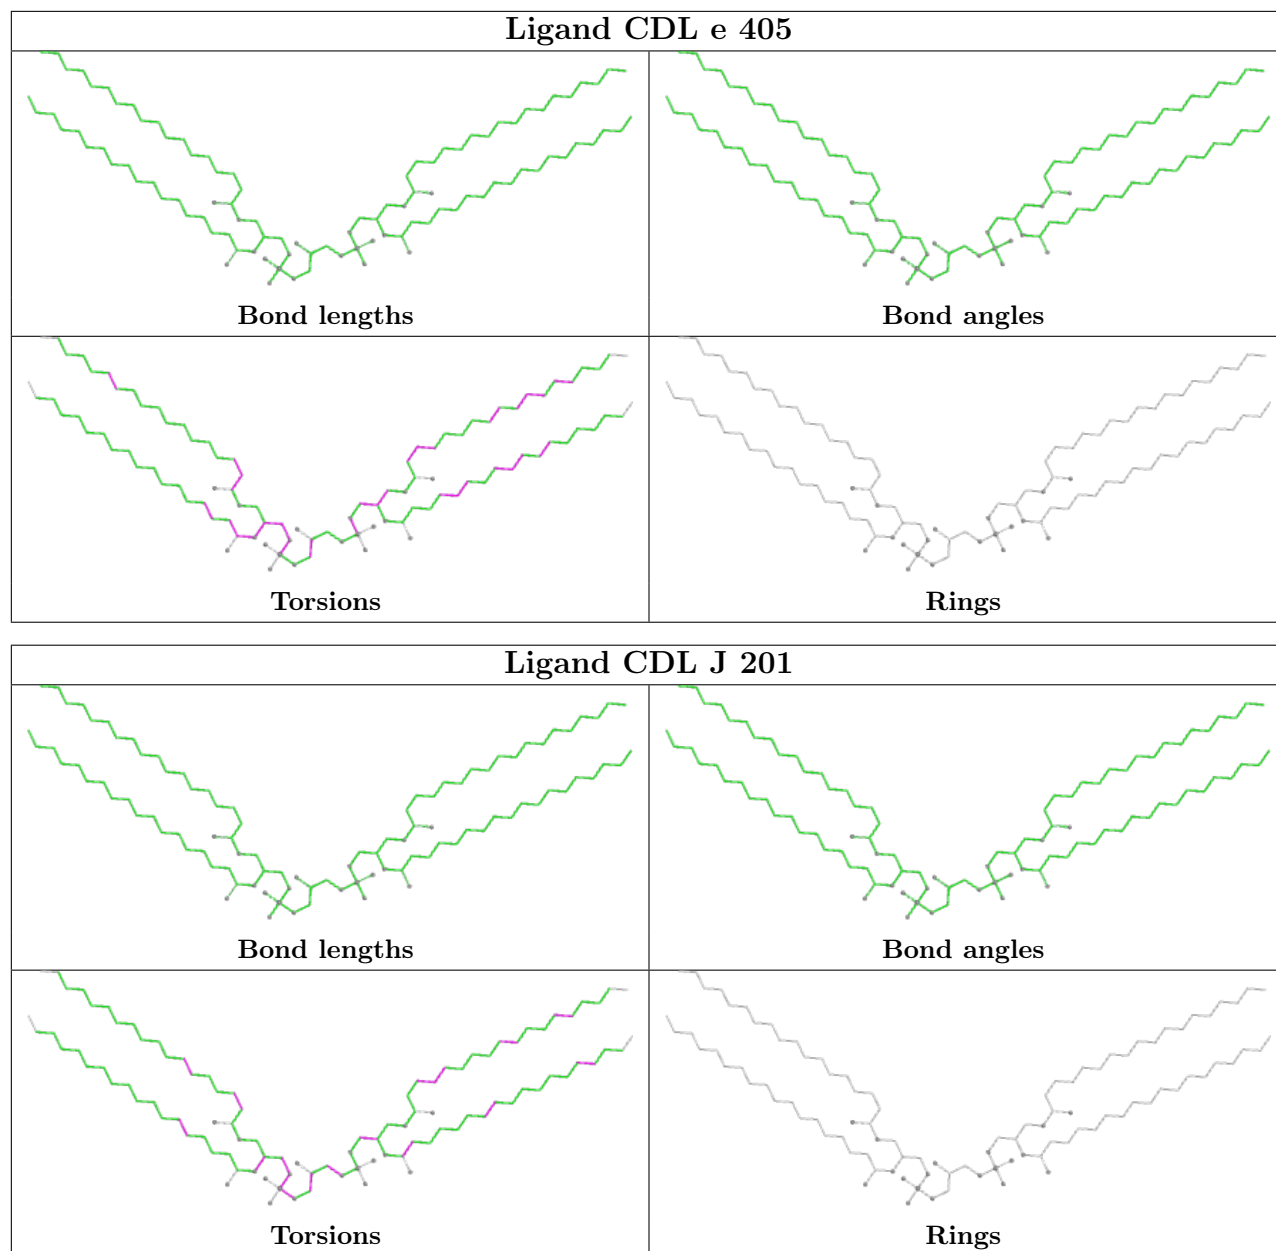 Ligand CDL e 405
Bond lengths
Bond angles
Torsions
Rings
Ligand CDL J 201
Bond lengths
Bond angles
Torsions
Rings